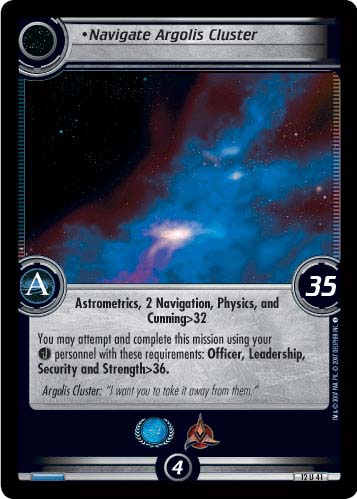 •Navigate Argolis Cluster
A
35
Astrometrics, 2 Navigation, Physics, and
Cunning>32
You may attempt and complete this mission using your
personnel with these requirements: Officer, Leadership,
Security and Strength>36.
Argolis Cluster: "I want you to take it away from them."
4
12 U 41